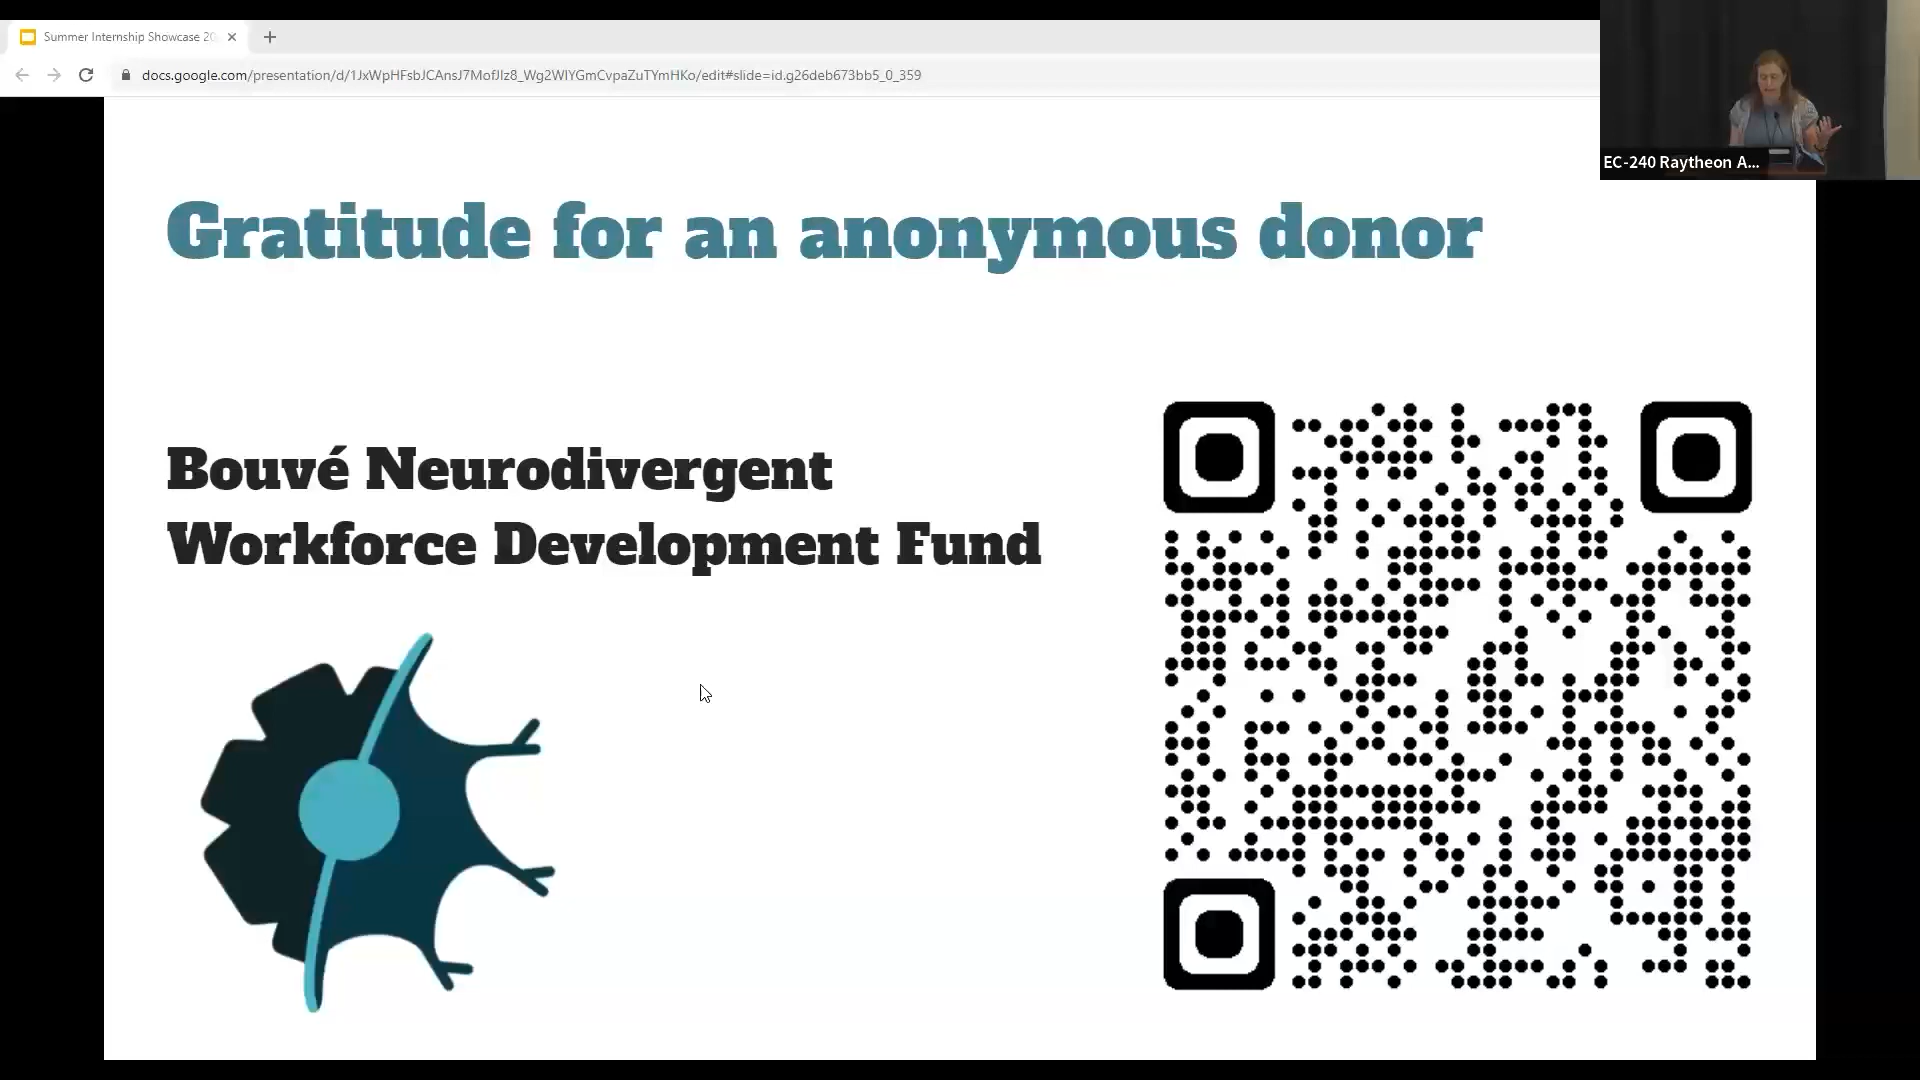 Summer Internship Showcase 20
docs.google.com/presentation/d/1JxWpHFsbJCAnsJ7MofJlz8_Wg2WlYGmCvpaZuTYmHKo/edit#slide=id.g26deb673bb5_0_359
EC-240 Raytheon A...
Gratitude for an anonymous donor
Bouvé Neurodivergent
Workforce Development Fund